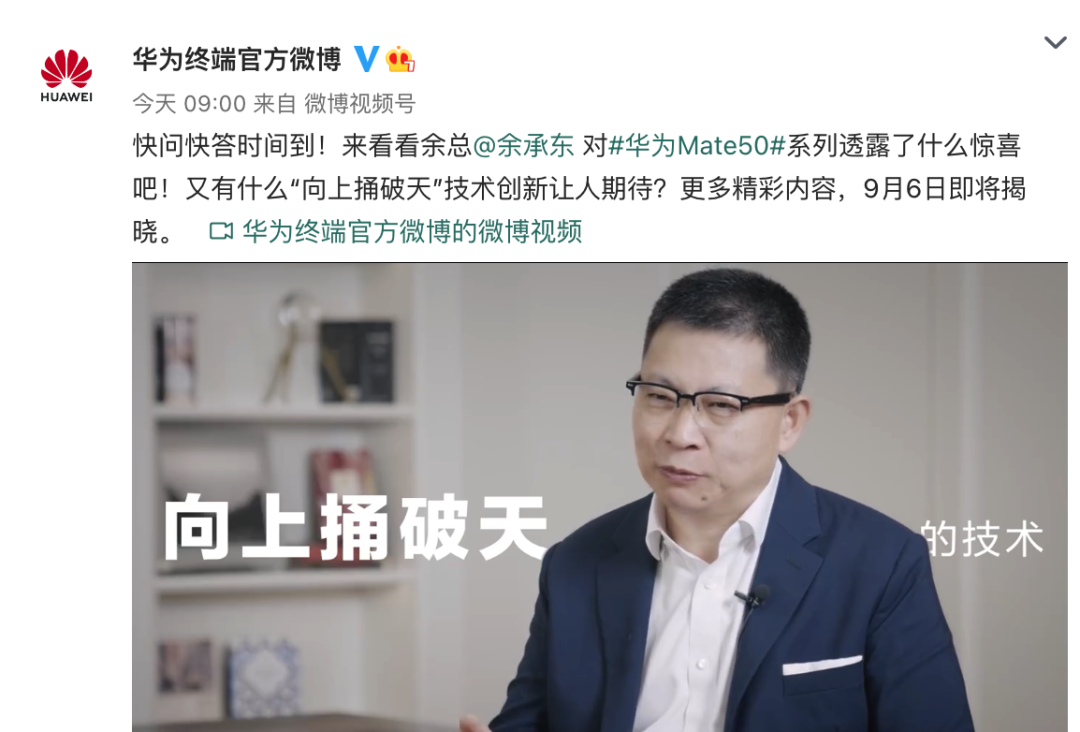 华为终端官方微博
HUAWEI
今天 09:00 来自 微博视频号
快问快答时间到！来看看余总@余承东 对#华为Mate50#系列透露了什么惊喜
吧！又有什么“向上捅破天”技术创新让人期待？更多精彩内容，9月6日即将揭
晓。 华为终端官方微博的微博视频
向上捅破天
的技术